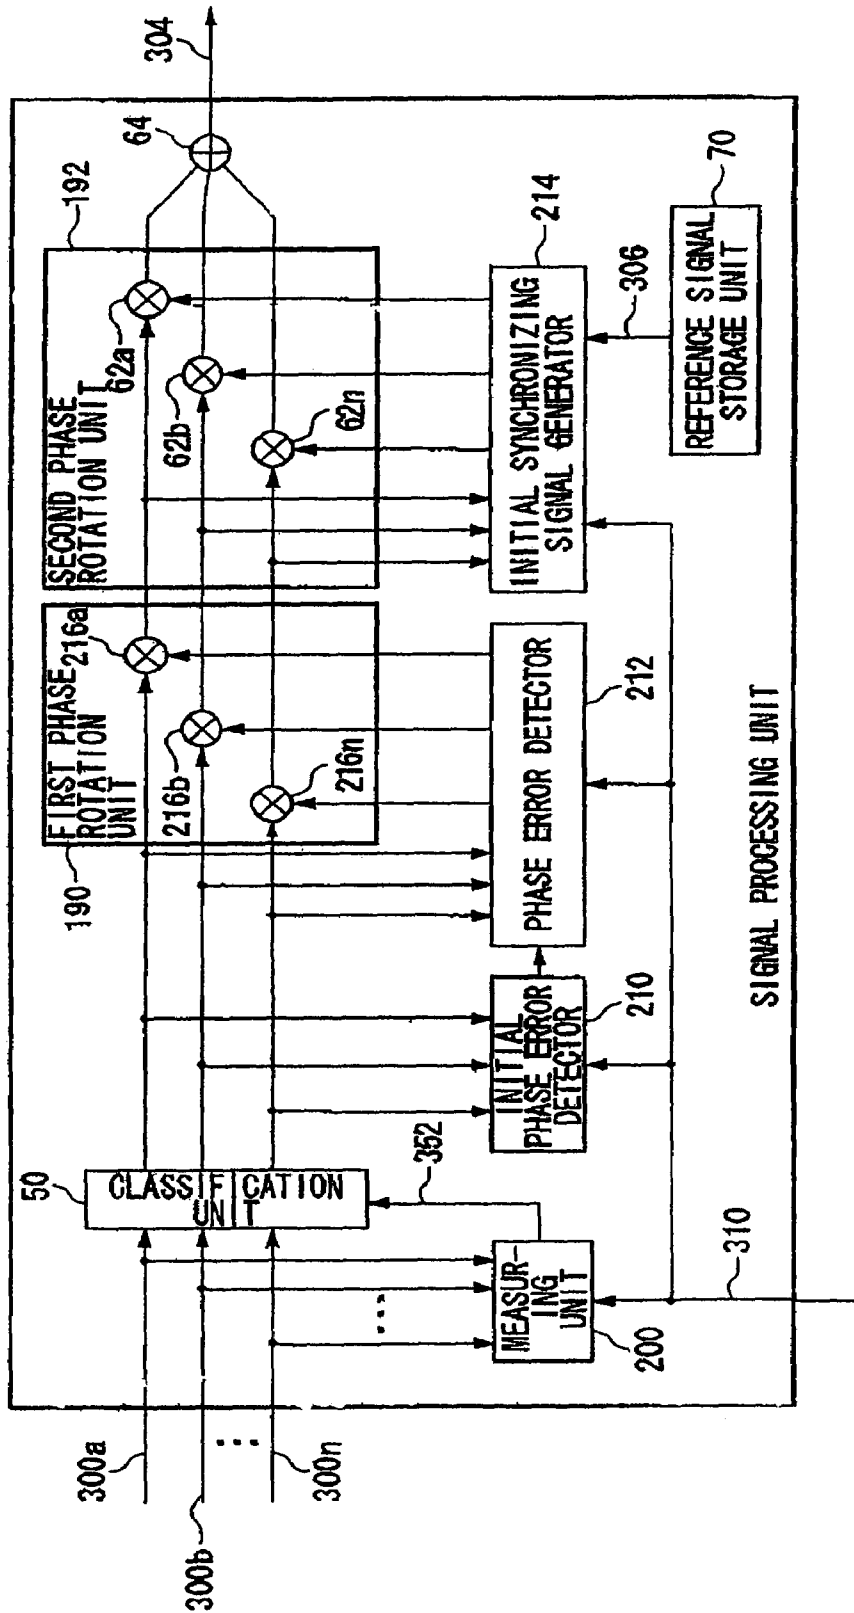 304
64
192
SECOND PHASE
ROTATION UNIT
62a
62b
62n
214
INITIAL SYNCHRONIZING
SIGNAL GENERATOR
306
70
REFERENCE SIGNAL
STORAGE UNIT
190
FIRST PHASE
ROTATION
UNIT
216a
216b
216n
PHASE ERROR DETECTOR
212
INITIAL
PHASE ERROR
DETECTOR
210
50
CLASSIFICATION
UNIT
352
MEASUR-
ING
UNIT
200
310
300a
300b
300n
SIGNAL PROCESSING UNIT